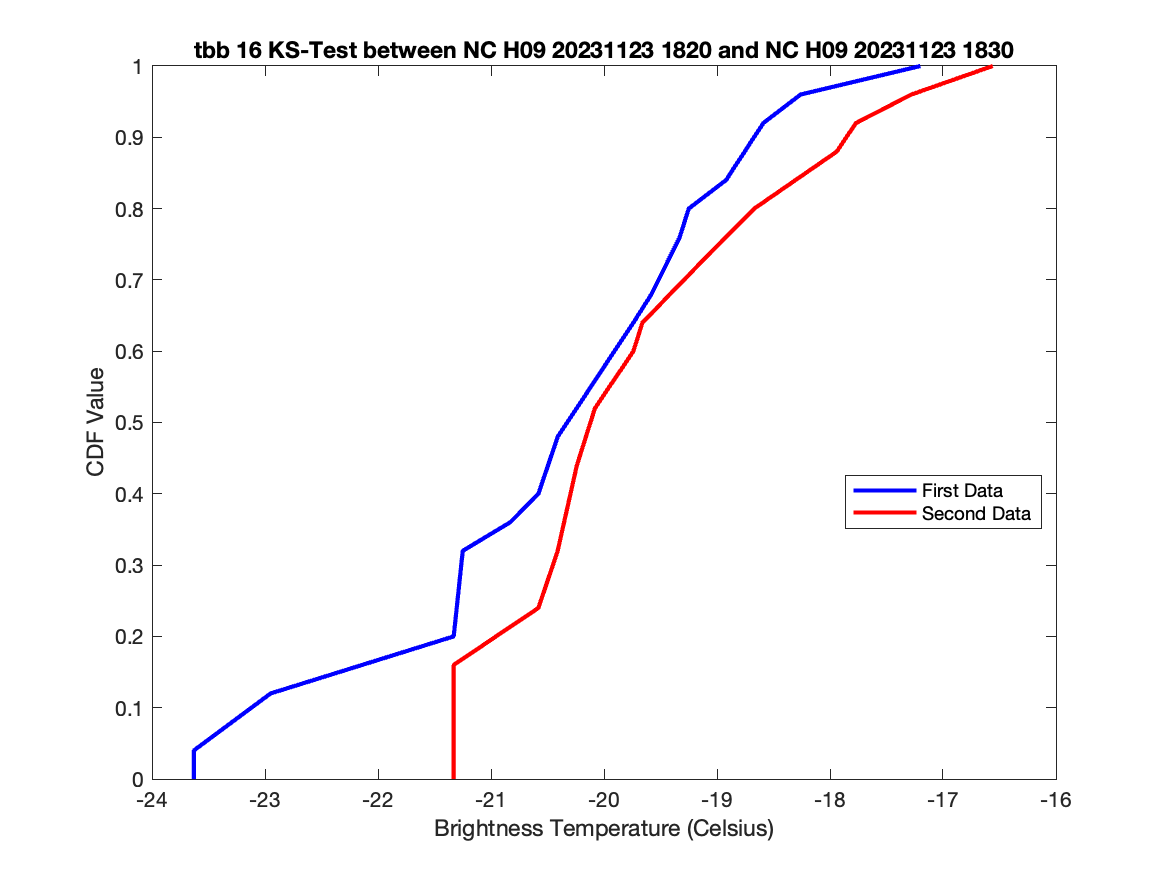 tbb 16 KS-Test between NC H09 20231123 1820 and NC H09 20231123 1830
1
0.9
0.8
0.7
0.6
0.5
0.4
0.3
0.2
0.1
0
CDF Value
First Data
Second Data
-24 -23 -22 -21 -20 -19 -18 -17 -16
Brightness Temperature (Celsius)